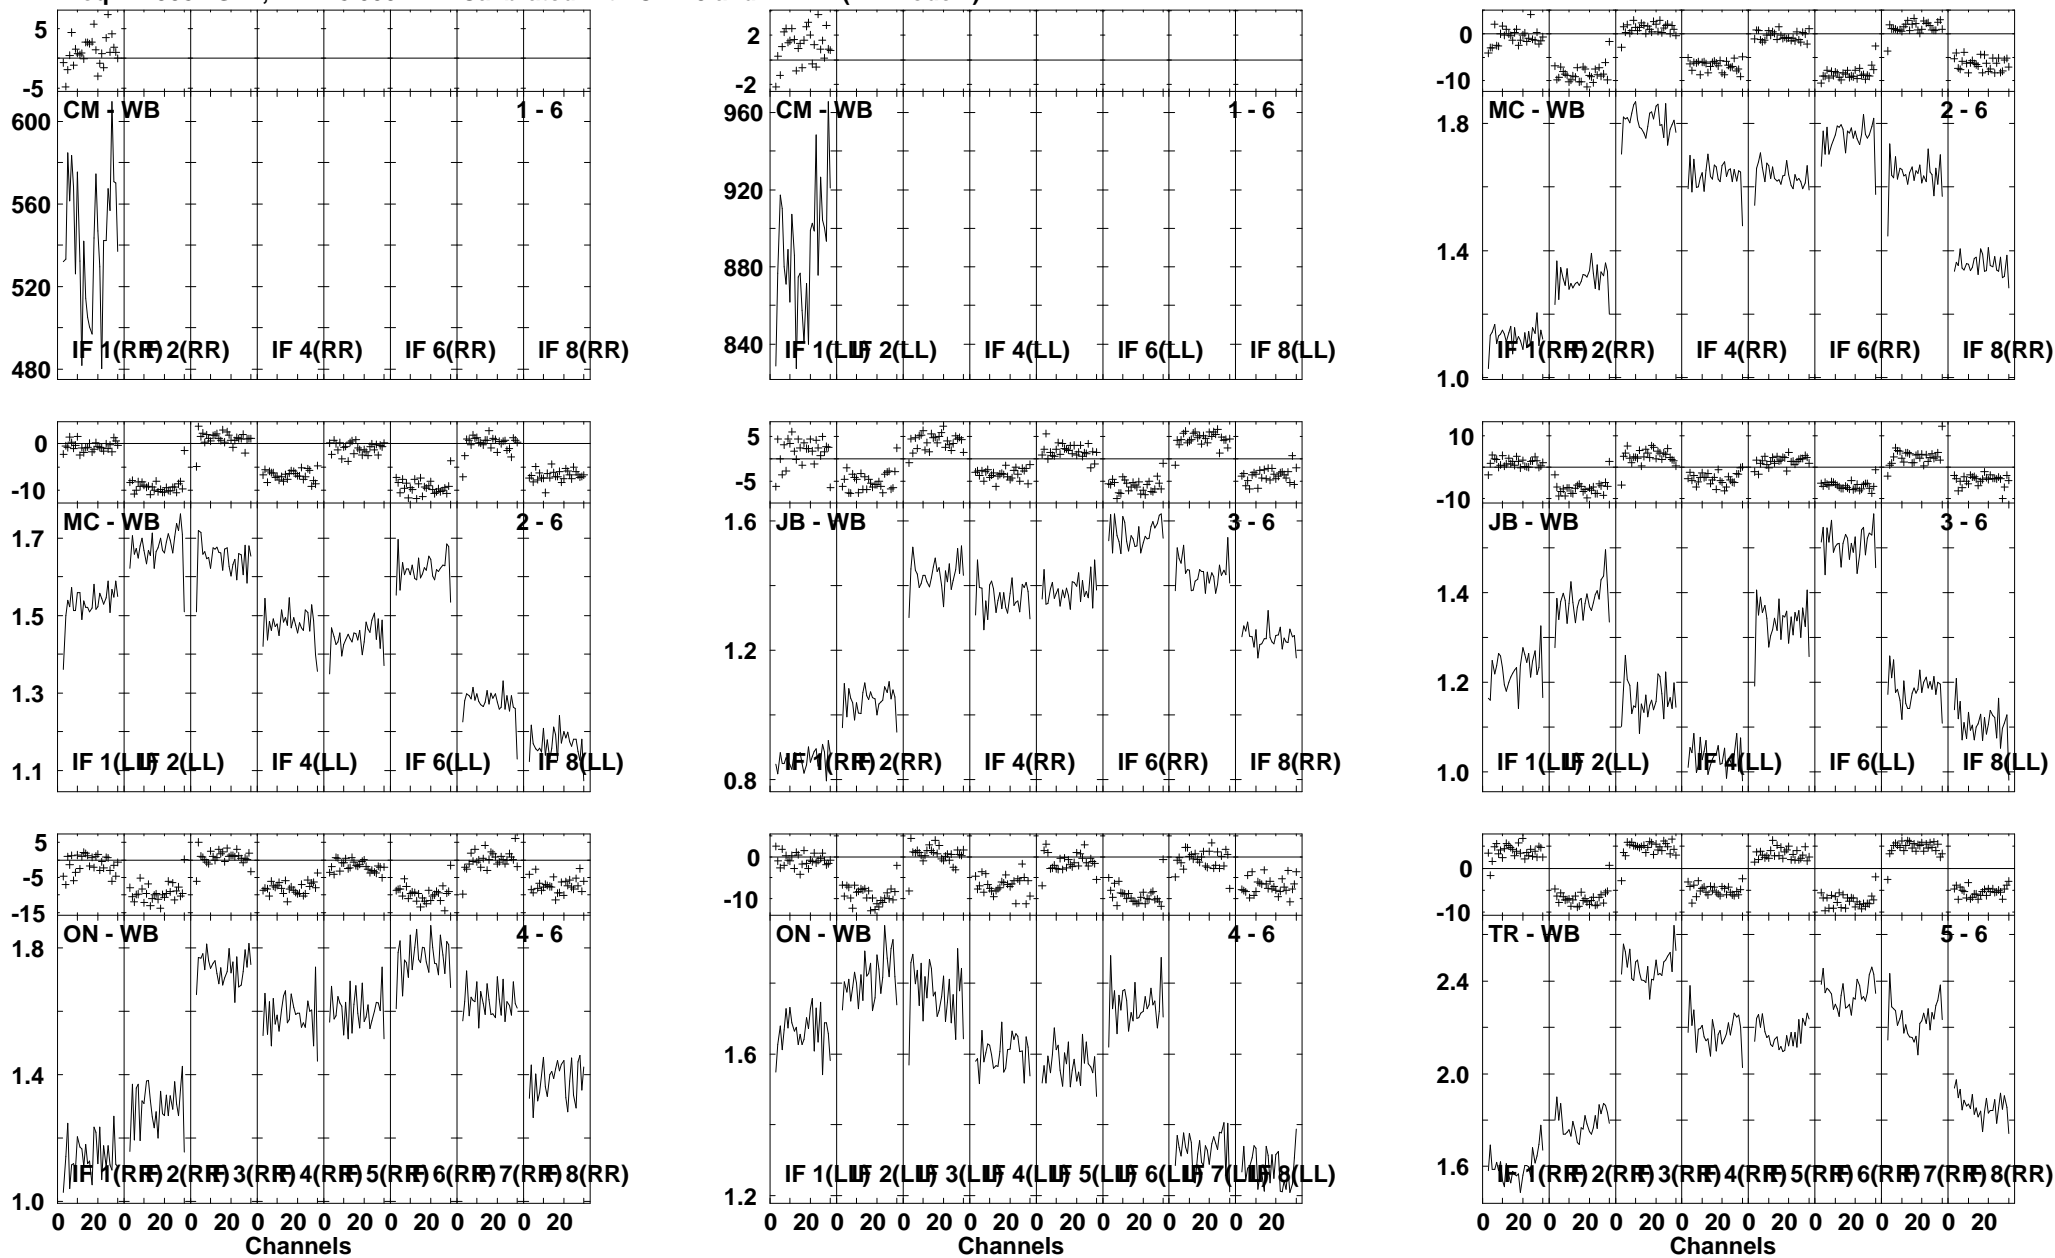 5
-5
CM - WB
1 - 6
600
560
520
480
IF 1(RR)
IF 2(RR)
IF 4(RR)
IF 6(RR)
IF 8(RR)
2
-2
CM - WB
1 - 6
960
920
880
840
IF 1(LL)
IF 2(LL)
IF 4(LL)
IF 6(LL)
IF 8(LL)
0
-10
MC - WB
2 - 6
1.8
1.4
1.0
IF 1(RR)
IF 2(RR)
IF 4(RR)
IF 6(RR)
IF 8(RR)
0
-10
MC - WB
2 - 6
1.7
1.5
1.3
1.1
IF 1(LL)
IF 2(LL)
IF 4(LL)
IF 6(LL)
IF 8(LL)
5
-5
JB - WB
3 - 6
1.6
1.2
0.8
IF 1(RR)
IF 2(RR)
IF 4(RR)
IF 6(RR)
IF 8(RR)
10
-10
JB - WB
3 - 6
1.4
1.2
1.0
IF 1(LL)
IF 2(LL)
IF 4(LL)
IF 6(LL)
IF 8(LL)
5
-5
-15
ON - WB
4 - 6
1.8
1.4
1.0
IF 1(RR)
IF 2(RR)
IF 3(RR)
IF 4(RR)
IF 5(RR)
IF 6(RR)
IF 7(RR)
IF 8(RR)
0 20 0 20 0 20 0 20 0 20 0 20 0 20 0 20
Channels
0
-10
ON - WB
4 - 6
1.6
1.2
IF 1(LL)
IF 2(LL)
IF 3(LL)
IF 4(LL)
IF 5(LL)
IF 6(LL)
IF 7(LL)
IF 8(LL)
0 20 0 20 0 20 0 20 0 20 0 20 0 20 0 20
Channels
0
-10
TR - WB
5 - 6
2.4
2.0
1.6
IF 1(RR)
IF 2(RR)
IF 3(RR)
IF 4(RR)
IF 5(RR)
IF 6(RR)
IF 7(RR)
IF 8(RR)
0 20 0 20 0 20 0 20 0 20 0 20 0 20 0 20
Channels